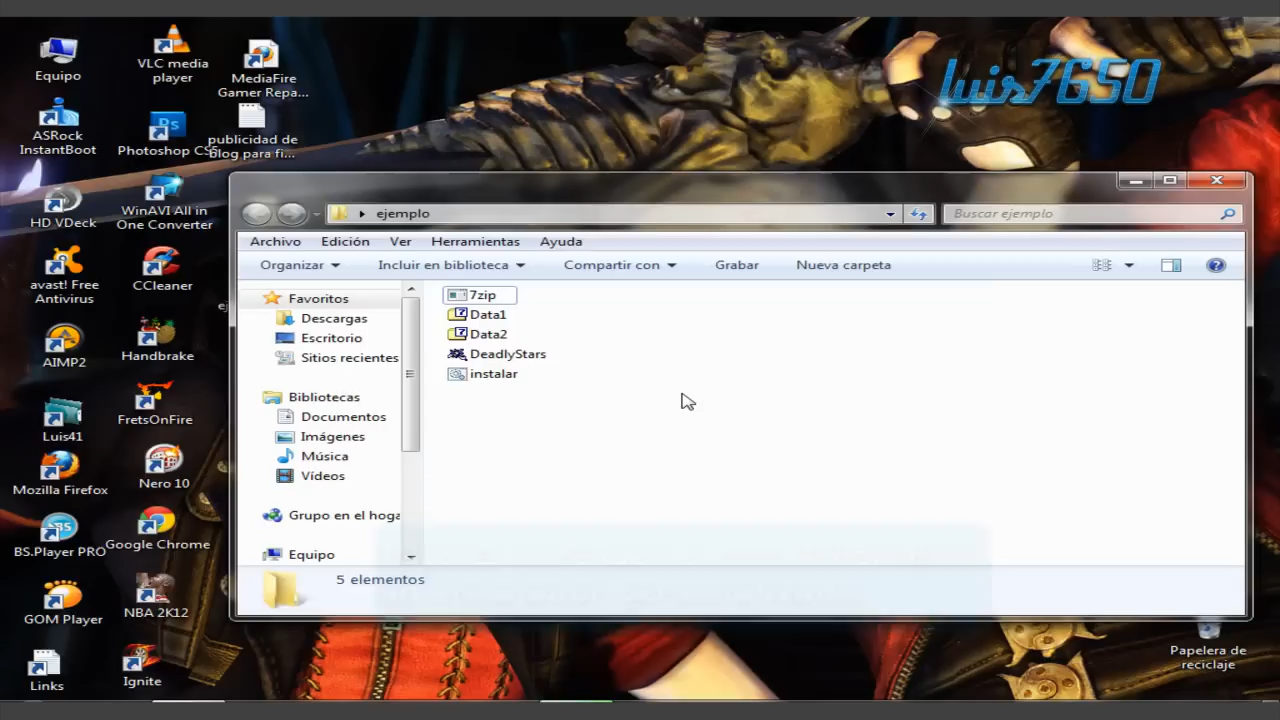 Equipo
VLC media
player
MediaFire
Gamer Repa...
luis7650
ASRock
InstantBoot
Photoshop CS5
publicidad de
blog para fi...
HD VDeck
WinAVI All in
One Converter
avast! Free
Antivirus
CCleaner
AIMP2
Handbrake
Luis41
FretsOnFire
Mozilla Firefox
Nero 10
BS.Player PRO
Google Chrome
GOM Player
NBA 2K12
Links
Ignite
ejemplo
Buscar ejemplo
Archivo Edición Ver Herramientas Ayuda
Organizar Incluir en biblioteca Compartir con Grabar Nueva carpeta
Favoritos
Descargas
Escritorio
Sitios recientes
Bibliotecas
Documentos
Imágenes
Música
Vídeos
Grupo en el hoga
Equipo
7zip
Data1
Data2
DeadlyStars
instalar
5 elementos
Papelera de
reciclaje